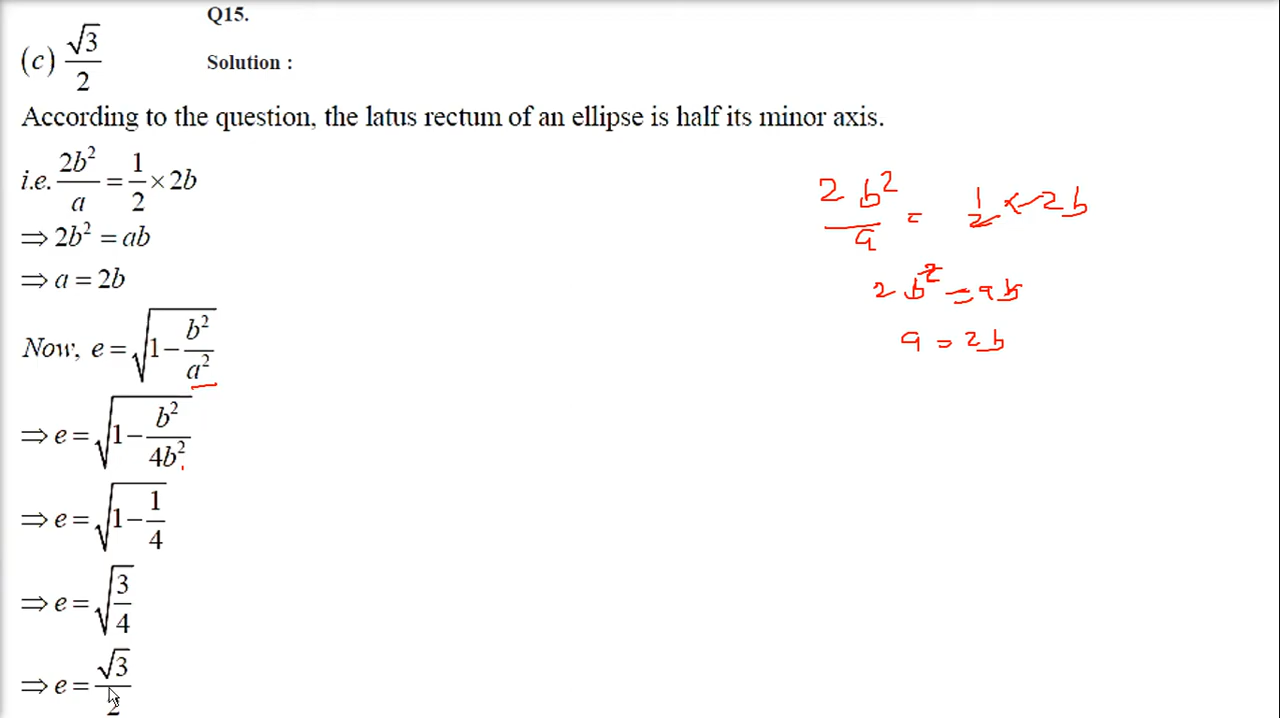 Q15.
(c) √3/2
Solution :
According to the question, the latus rectum of an ellipse is half its minor axis.
i.e. 2b²/a = 1/2 × 2b
⇒ 2b² = ab
⇒ a = 2b
Now, e = √(1 − b²/a²)
⇒ e = √(1 − b²/4b²)
⇒ e = √(1 − 1/4)
⇒ e = √(3/4)
⇒ e = √3/2
2b²/a = 1/2 × 2b
2b² = ab
a = 2b